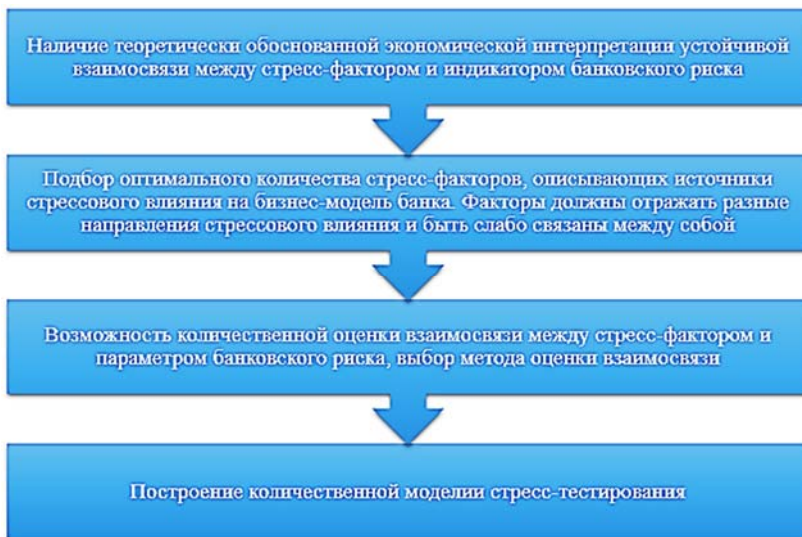 Наличие теоретически обоснованной экономической интерпретации устойчивой
взаимосвязи между стресс-фактором и индикатором банковского риска
Подбор оптимального количества стресс-факторов, описывающих источники
стрессового влияния на бизнес-модель банка. Факторы должны отражать разные
направления стрессового влияния и быть слабо связаны между собой
Возможность количественной оценки взаимосвязи между стресс-фактором и
параметром банковского риска, выбор метода оценки взаимосвязи
Построение количественной моделии стресс-тестирования